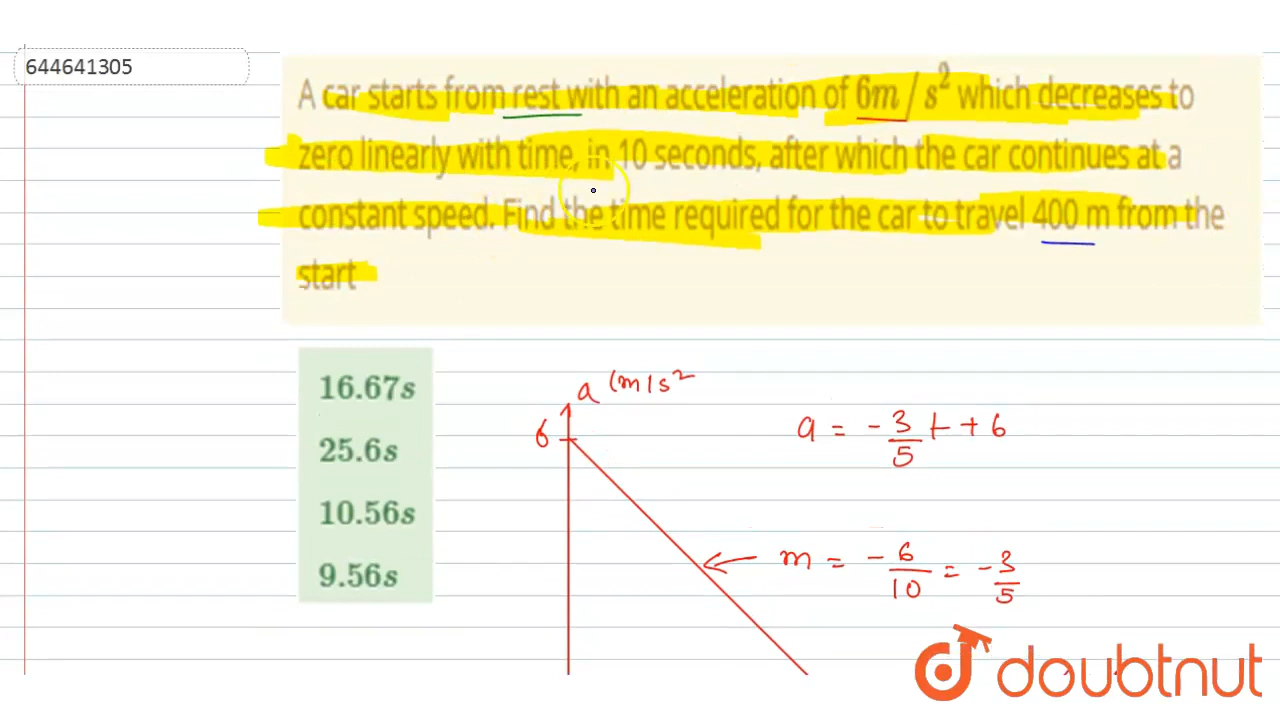 644641305
A car starts from rest with an acceleration of 6m/s² which decreases to
zero linearly with time, in 10 seconds, after which the car continues at a
constant speed. Find the time required for the car to travel 400 m from the
start
16.67s
25.6s
10.56s
9.56s
a (m/s²
6
a = -3/5 t + 6
m = -6/10 = -3/5
doubtnut